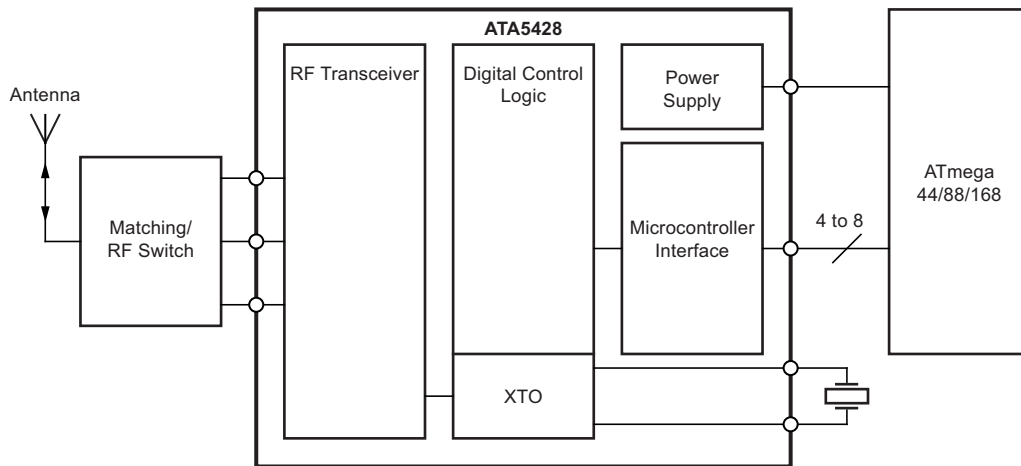 ATA5428
RF Transceiver
Digital Control
Logic
Power
Supply
Antenna
Matching/
RF Switch
Microcontroller
Interface
4 to 8
ATmega
44/88/168
XTO